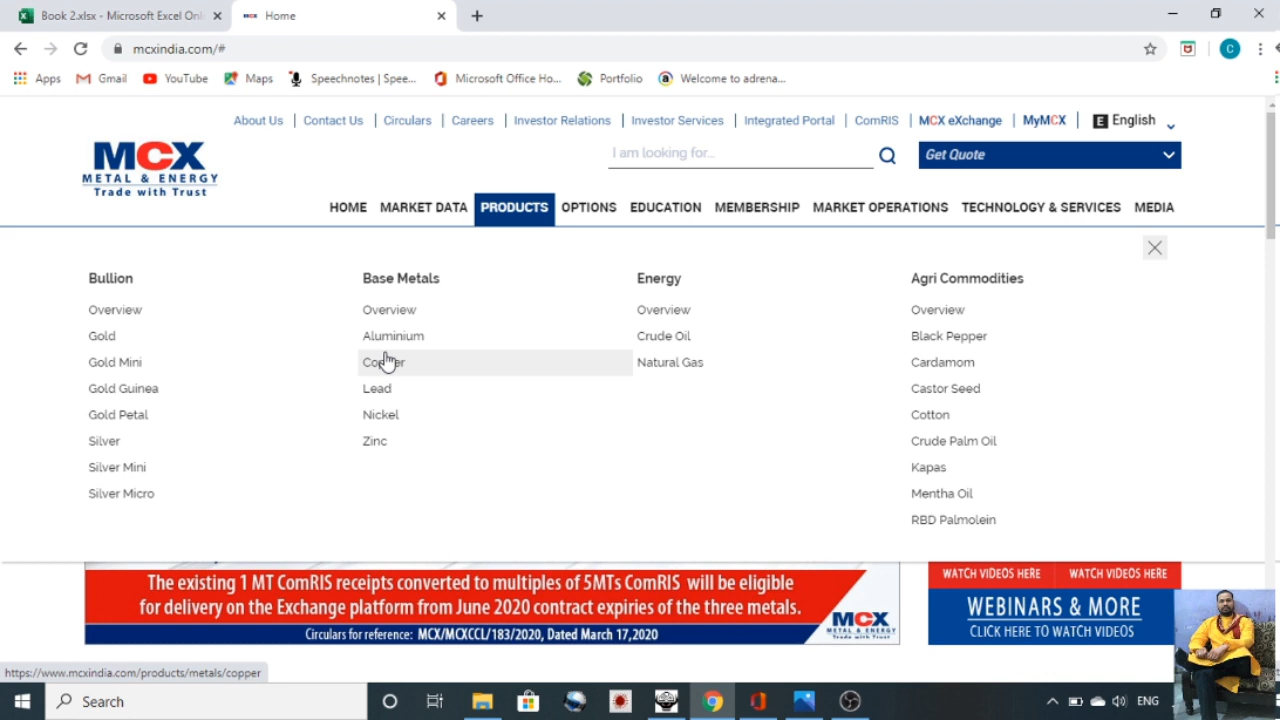 Book 2.xlsx - Microsoft Excel Onl
Home
mcxindia.com/#
Apps
Gmail
YouTube
Maps
Speechnotes | Spee...
Microsoft Office Ho...
Portfolio
Welcome to adrena...
C
About Us | Contact Us | Circulars | Careers | Investor Relations | Investor Services | Integrated Portal | ComRIS | MCX eXchange | MyMCX | E English
MCX
METAL & ENERGY
Trade with Trust
I am looking for...
Get Quote
HOME MARKET DATA PRODUCTS OPTIONS EDUCATION MEMBERSHIP MARKET OPERATIONS TECHNOLOGY & SERVICES MEDIA
Bullion
Overview
Gold
Gold Mini
Gold Guinea
Gold Petal
Silver
Silver Mini
Silver Micro
Base Metals
Overview
Aluminium
Copper
Lead
Nickel
Zinc
Energy
Overview
Crude Oil
Natural Gas
Agri Commodities
Overview
Black Pepper
Cardamom
Castor Seed
Cotton
Crude Palm Oil
Kapas
Mentha Oil
RBD Palmolein
The existing 1 MT ComRIS receipts converted to multiples of 5MTs ComRIS will be eligible
for delivery on the Exchange platform from June 2020 contract expiries of the three metals.
Circulars for reference: MCX/MCXCCL/183/2020, Dated March 17,2020
MCX
METAL & ENERGY
Trade with Trust
WATCH VIDEOS HERE
WATCH VIDEOS HERE
WEBINARS & MORE
CLICK HERE TO WATCH VIDEOS
https://www.mcxindia.com/products/metals/copper
Search
ENG